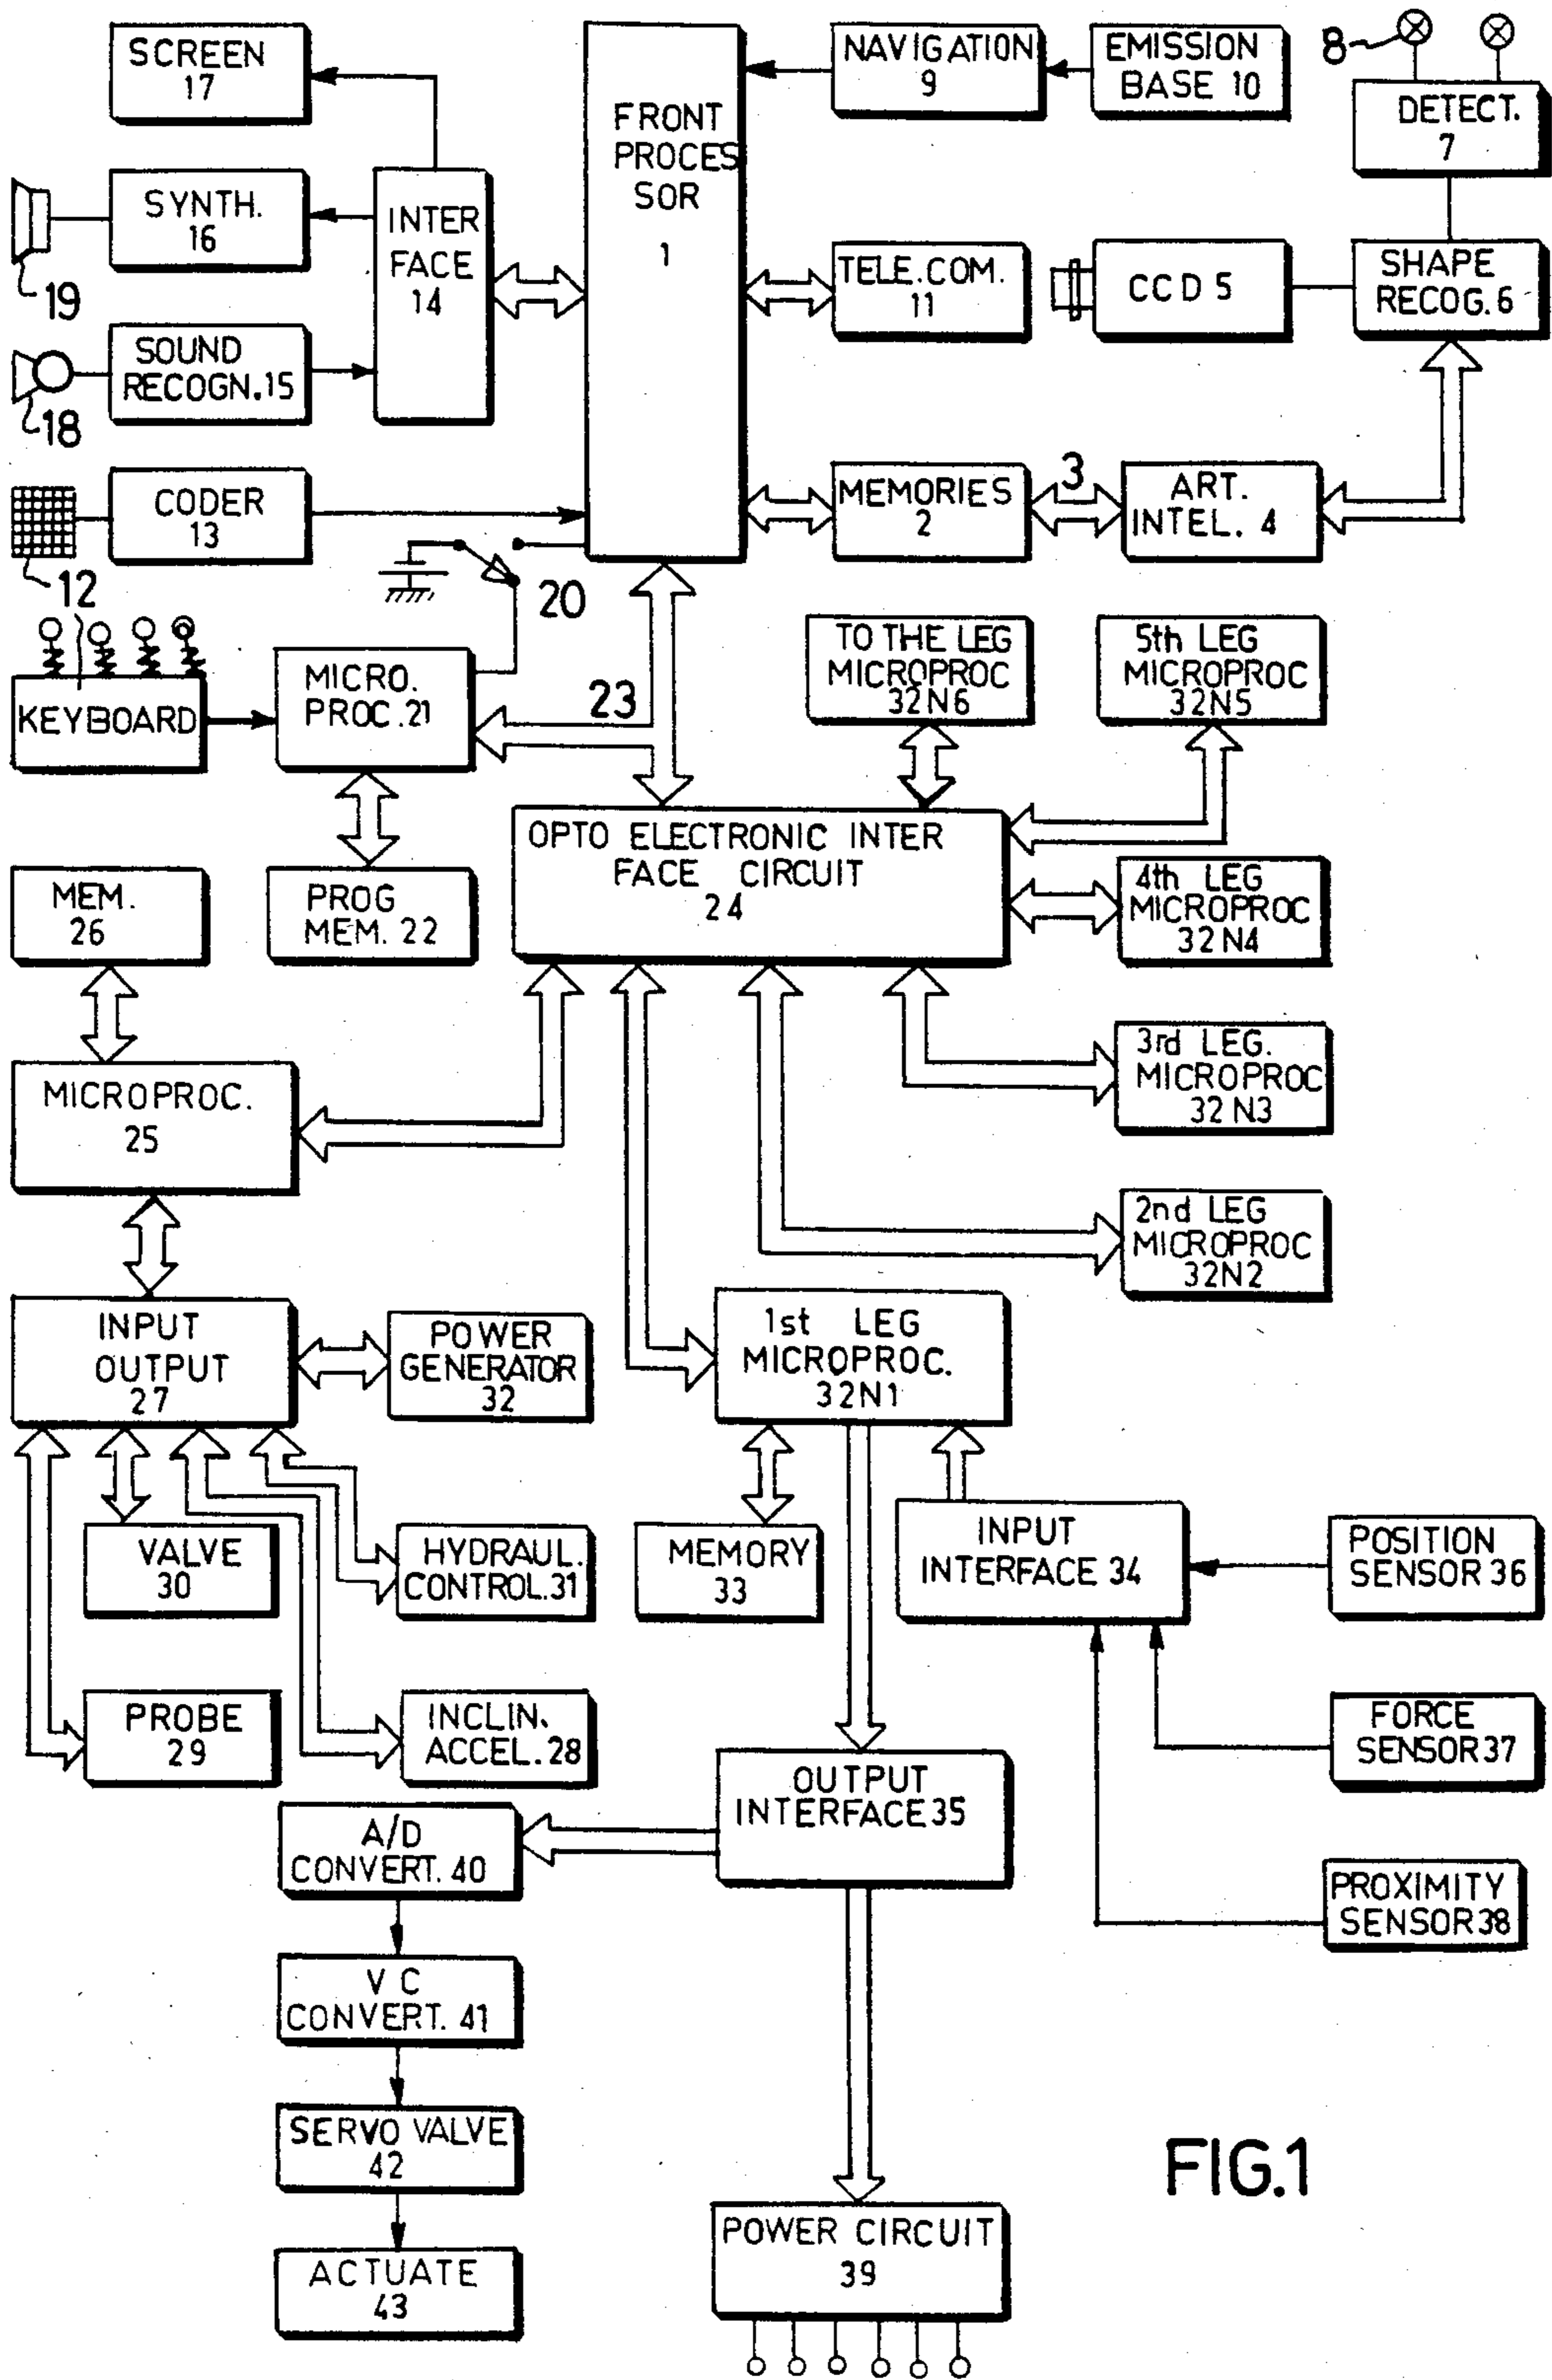 SCREEN
17
FRONT
PROCES
SOR
1
NAVIGATION
9
EMISSION
BASE 10
8
DETECT.
7
SYNTH.
16
19
INTER
FACE
14
TELE.COM.
11
CCD 5
SHAPE
RECOG. 6
SOUND
RECOGN. 15
18
CODER
13
12
MEMORIES
2
3
ART.
INTEL. 4
20
KEYBOARD
MICRO.
PROC. 21
23
TO THE LEG
MICROPROC
32N6
5th LEG
MICROPROC
32N5
OPTO ELECTRONIC INTER
FACE CIRCUIT
24
4th LEG
MICROPROC
32N4
MEM.
26
PROG
MEM. 22
3rd LEG.
MICROPROC
32N3
MICROPROC.
25
2nd LEG
MICROPROC
32N2
INPUT
OUTPUT
27
POWER
GENERATOR
32
1st LEG
MICROPROC.
32N1
VALVE
30
HYDRAUL.
CONTROL. 31
MEMORY
33
INPUT
INTERFACE 34
POSITION
SENSOR 36
PROBE
29
INCLIN.
ACCEL. 28
FORCE
SENSOR 37
OUTPUT
INTERFACE 35
A/D
CONVERT. 40
PROXIMITY
SENSOR 38
V C
CONVERT. 41
SERVO VALVE
42
FIG.1
POWER CIRCUIT
39
ACTUATE
43